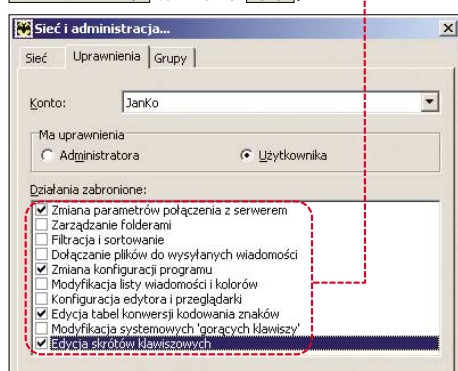 Sieć i administracja...
Sieć Uprawnienia Grupy
Konto: JanKo
Ma uprawnienia
Administratora Użytkownika
Działania zabronione:
Zmiana parametrów połączenia z serwerem
Zarządzanie folderami
Filtracja i sortowanie
Dołączanie plików do wysyłanych wiadomości
Zmiana konfiguracji programu
Modyfikacja listy wiadomości i kolorów
Konfiguracja edytora i przeglądarki
Edycja tabel konwersji kodowania znaków
Modyfikacja systemowych 'gorących klawiszy'
Edycja skrótów klawiszowych